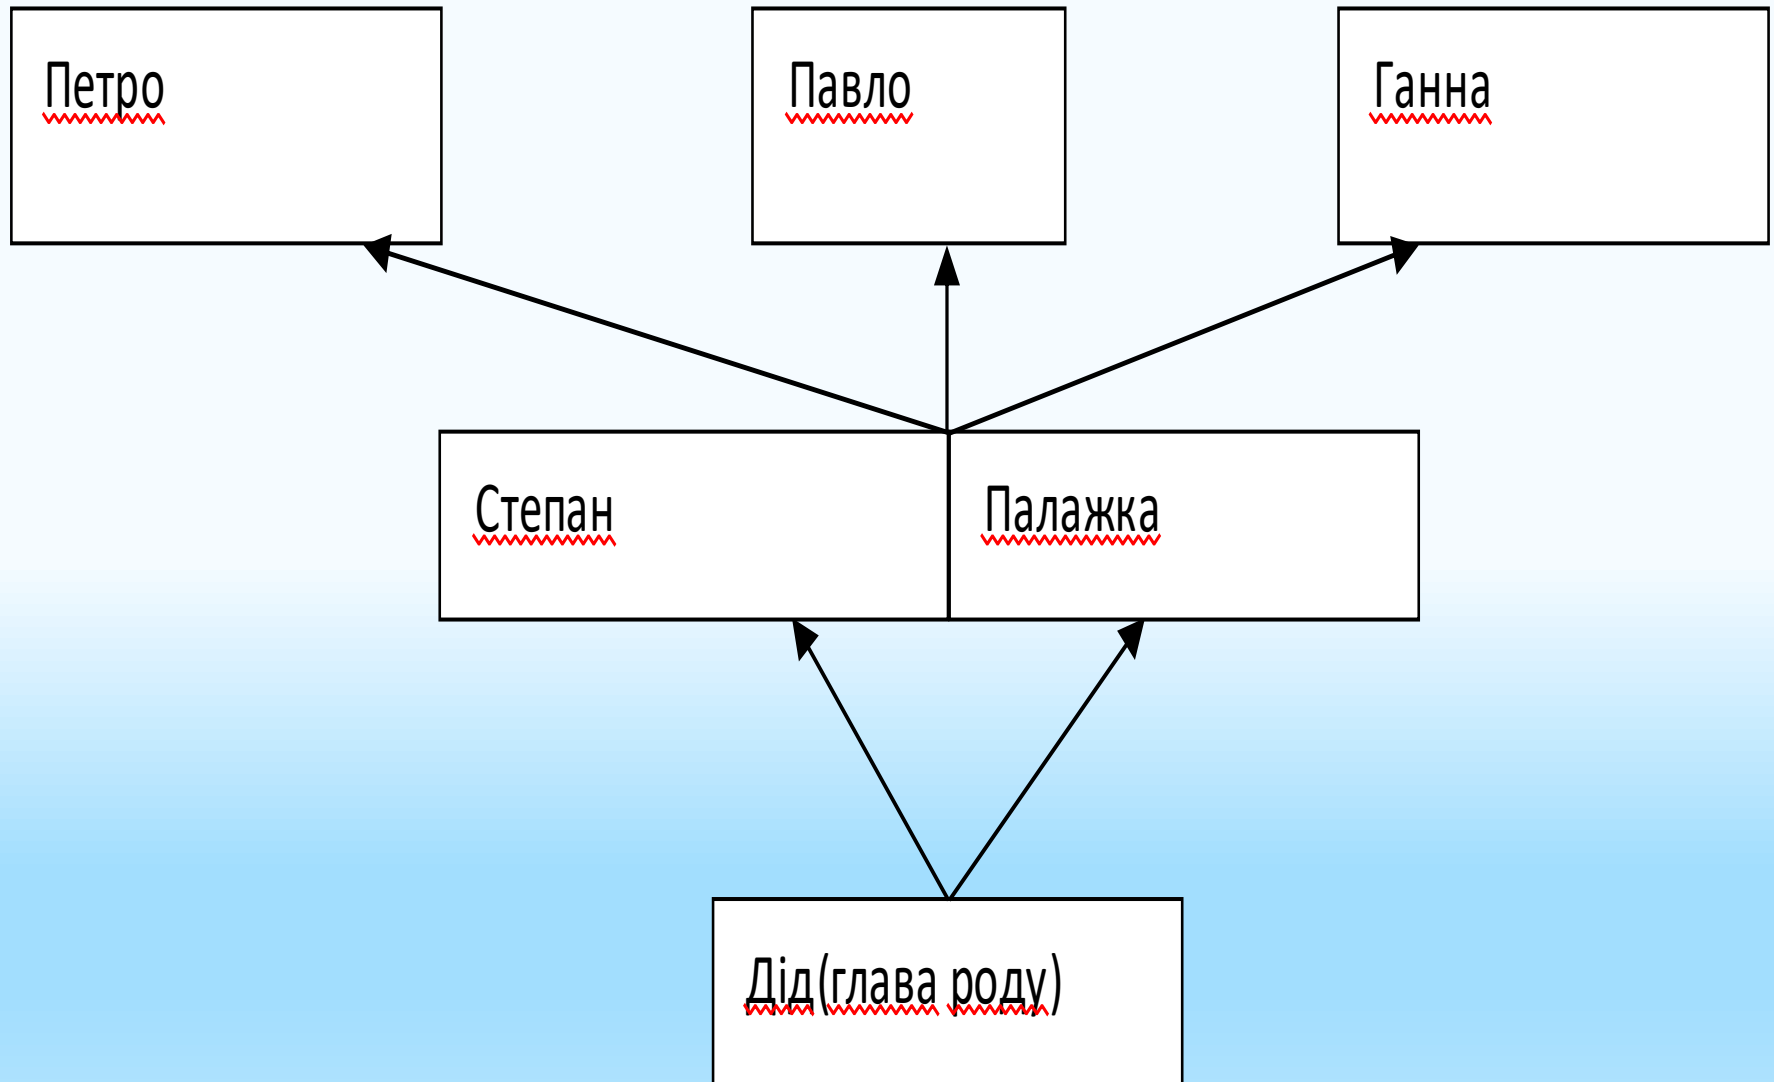 Петро
Павло
Ганна
Степан
Палажка
Дід(глава роду)